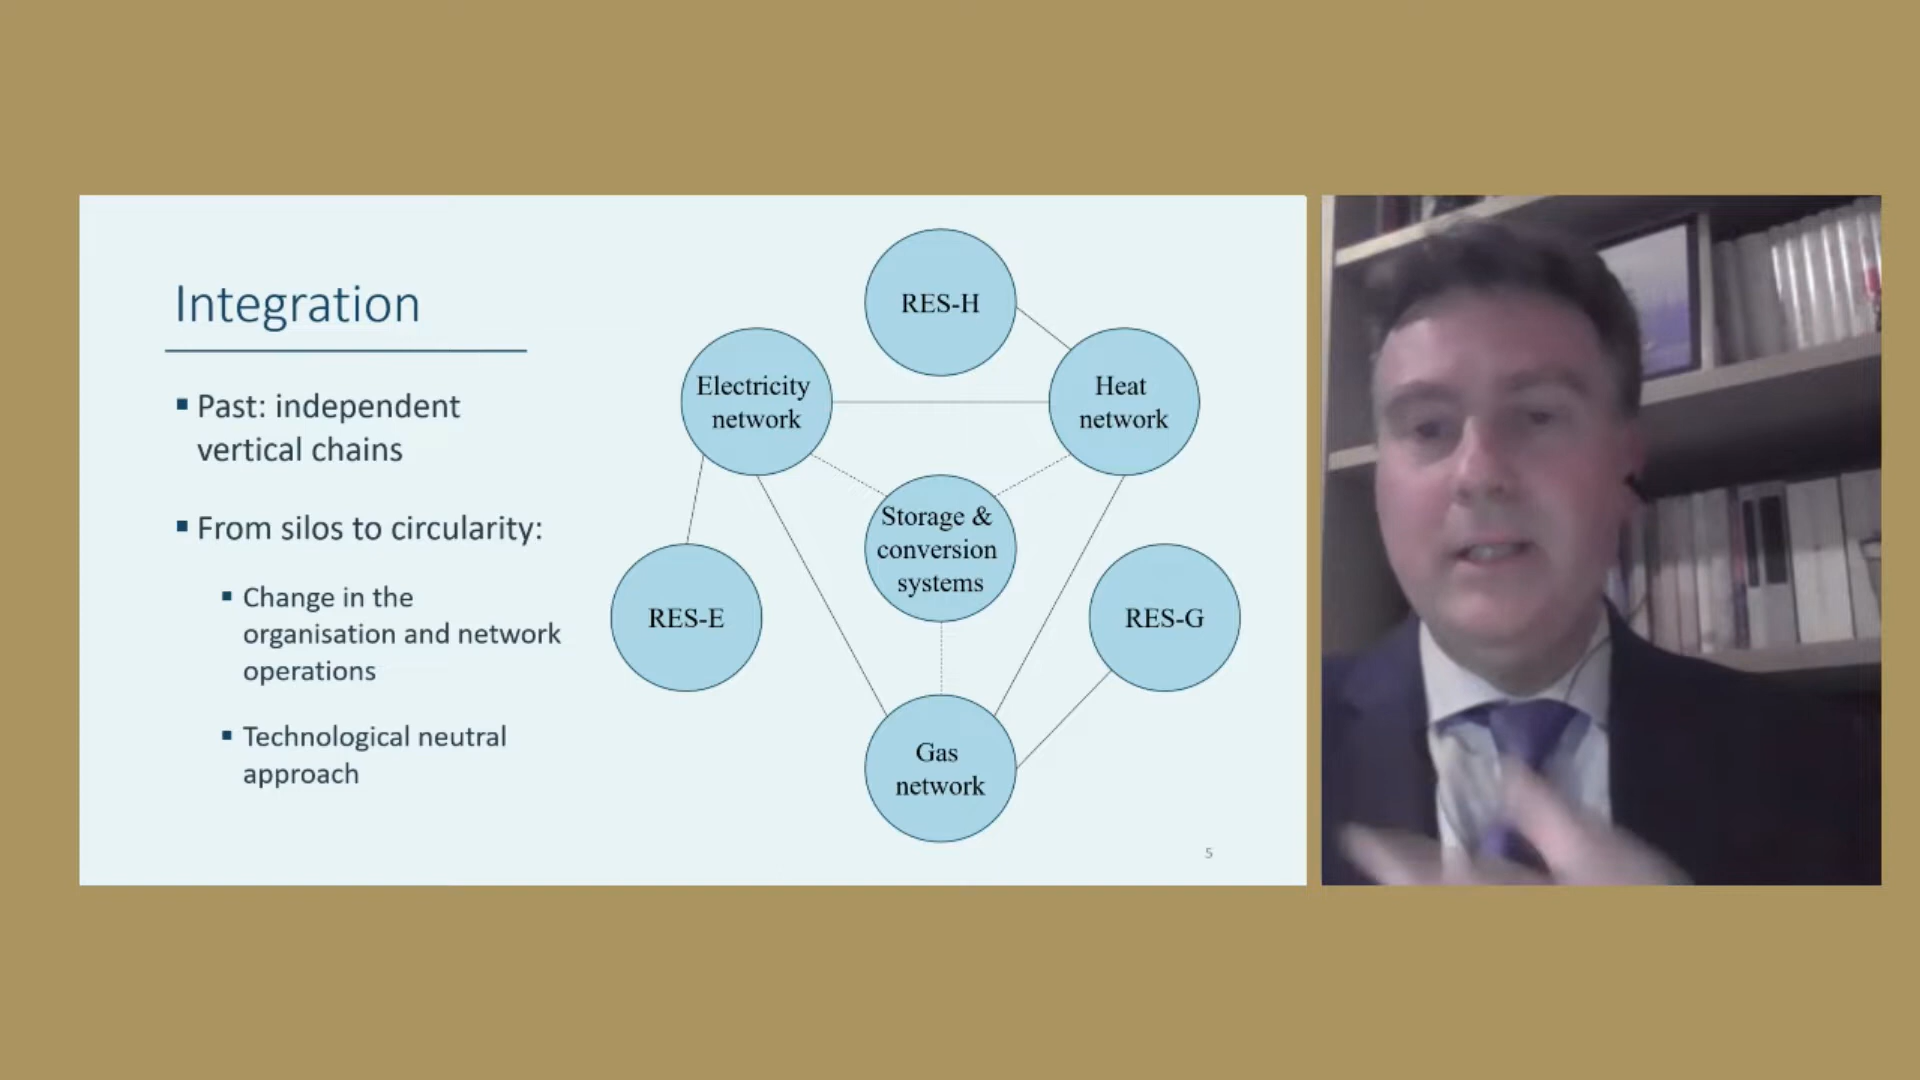 Integration
▪ Past: independent
vertical chains
▪ From silos to circularity:
▪ Change in the
organisation and network
operations
▪ Technological neutral
approach
RES-H
Electricity
network
Heat
network
Storage &
conversion
systems
RES-E
RES-G
Gas
network
5